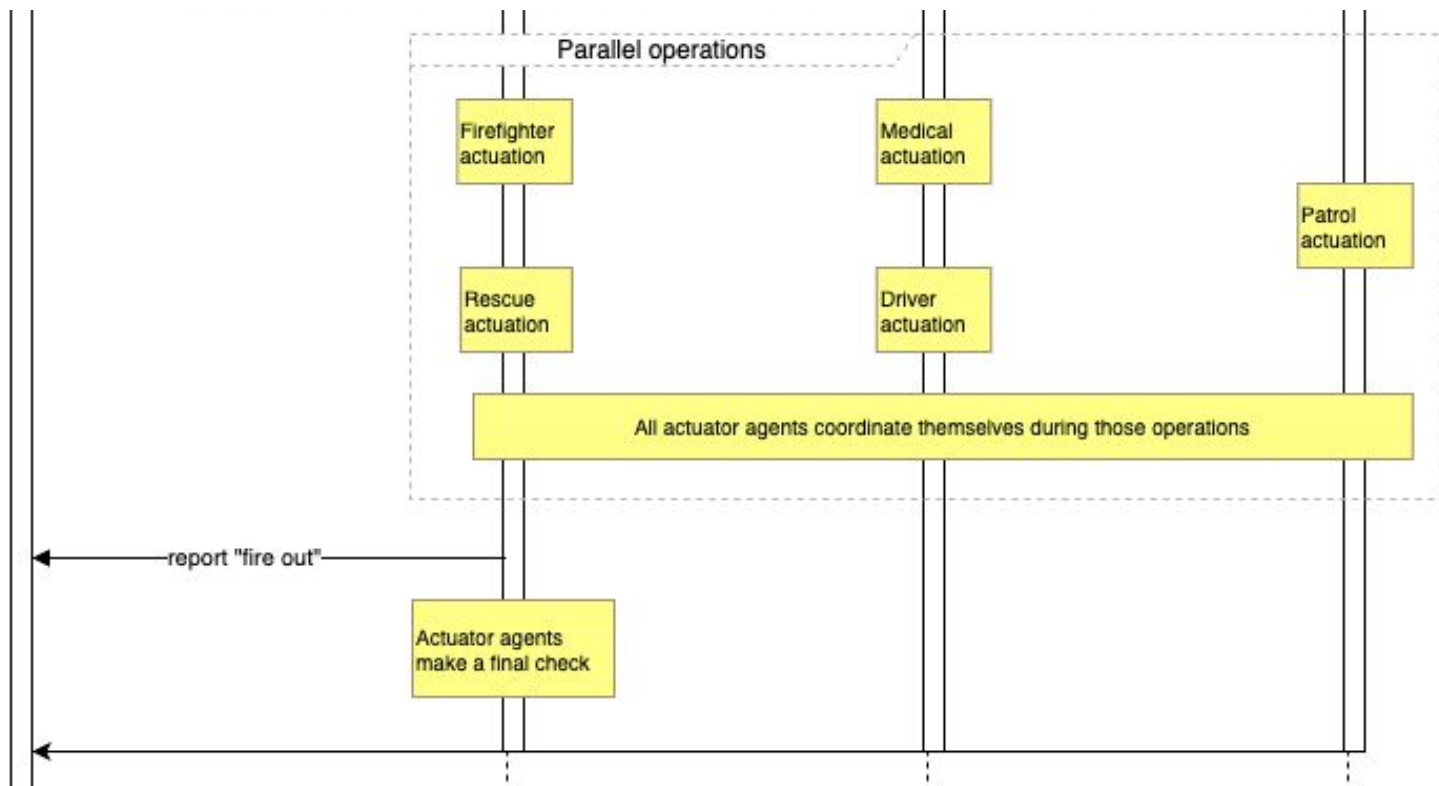 Parallel operations
Firefighter
actuation
Medical
actuation
Patrol
actuation
Rescue
actuation
Driver
actuation
All actuator agents coordinate themselves during those operations
report "fire out"
Actuator agents
make a final check